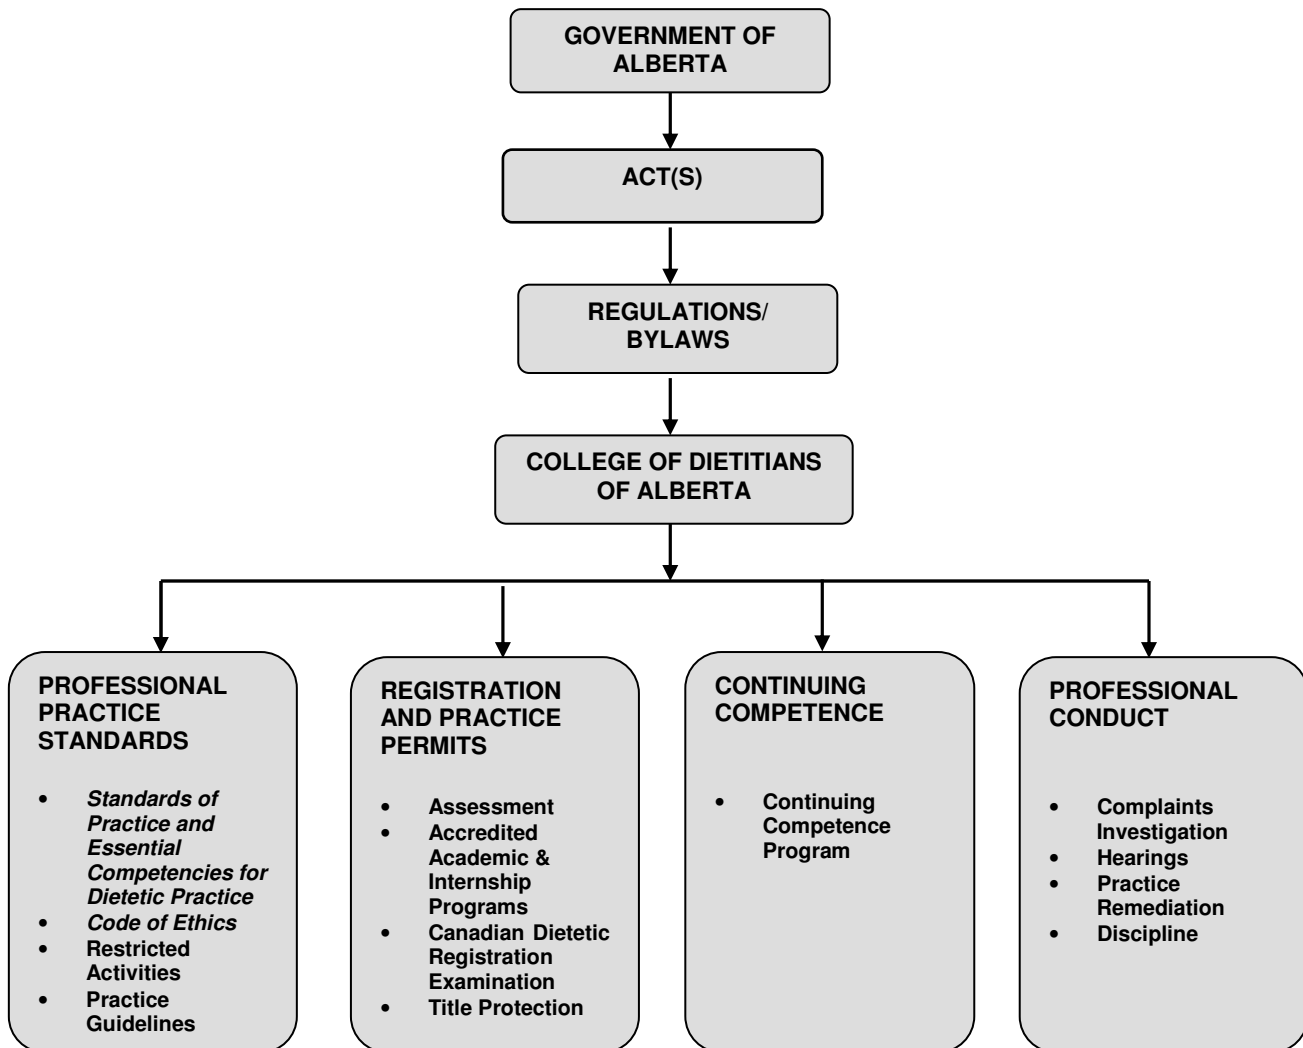 GOVERNMENT OF
ALBERTA
ACT(S)
REGULATIONS/
BYLAWS
COLLEGE OF DIETITIANS
OF ALBERTA
PROFESSIONAL
PRACTICE
STANDARDS
• Standards of
Practice and
Essential
Competencies for
Dietetic Practice
• Code of Ethics
• Restricted
Activities
• Practice
Guidelines
REGISTRATION
AND PRACTICE
PERMITS
• Assessment
• Accredited
Academic &
Internship
Programs
• Canadian Dietetic
Registration
Examination
• Title Protection
CONTINUING
COMPETENCE
• Continuing
Competence
Program
PROFESSIONAL
CONDUCT
• Complaints
Investigation
• Hearings
• Practice
Remediation
• Discipline